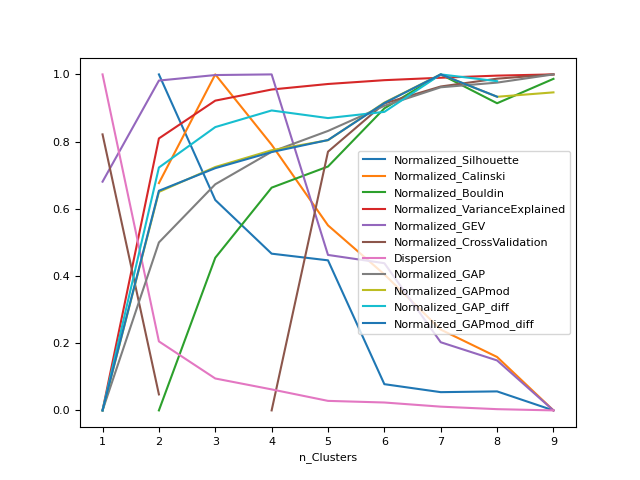 1.0
0.8
0.6
0.4
0.2
0.0
Normalized_Silhouette
Normalized_Calinski
Normalized_Bouldin
Normalized_VarianceExplained
Normalized_GEV
Normalized_CrossValidation
Dispersion
Normalized_GAP
Normalized_GAPmod
Normalized_GAP_diff
Normalized_GAPmod_diff
1 2 3 4 5 6 7 8 9
n_Clusters